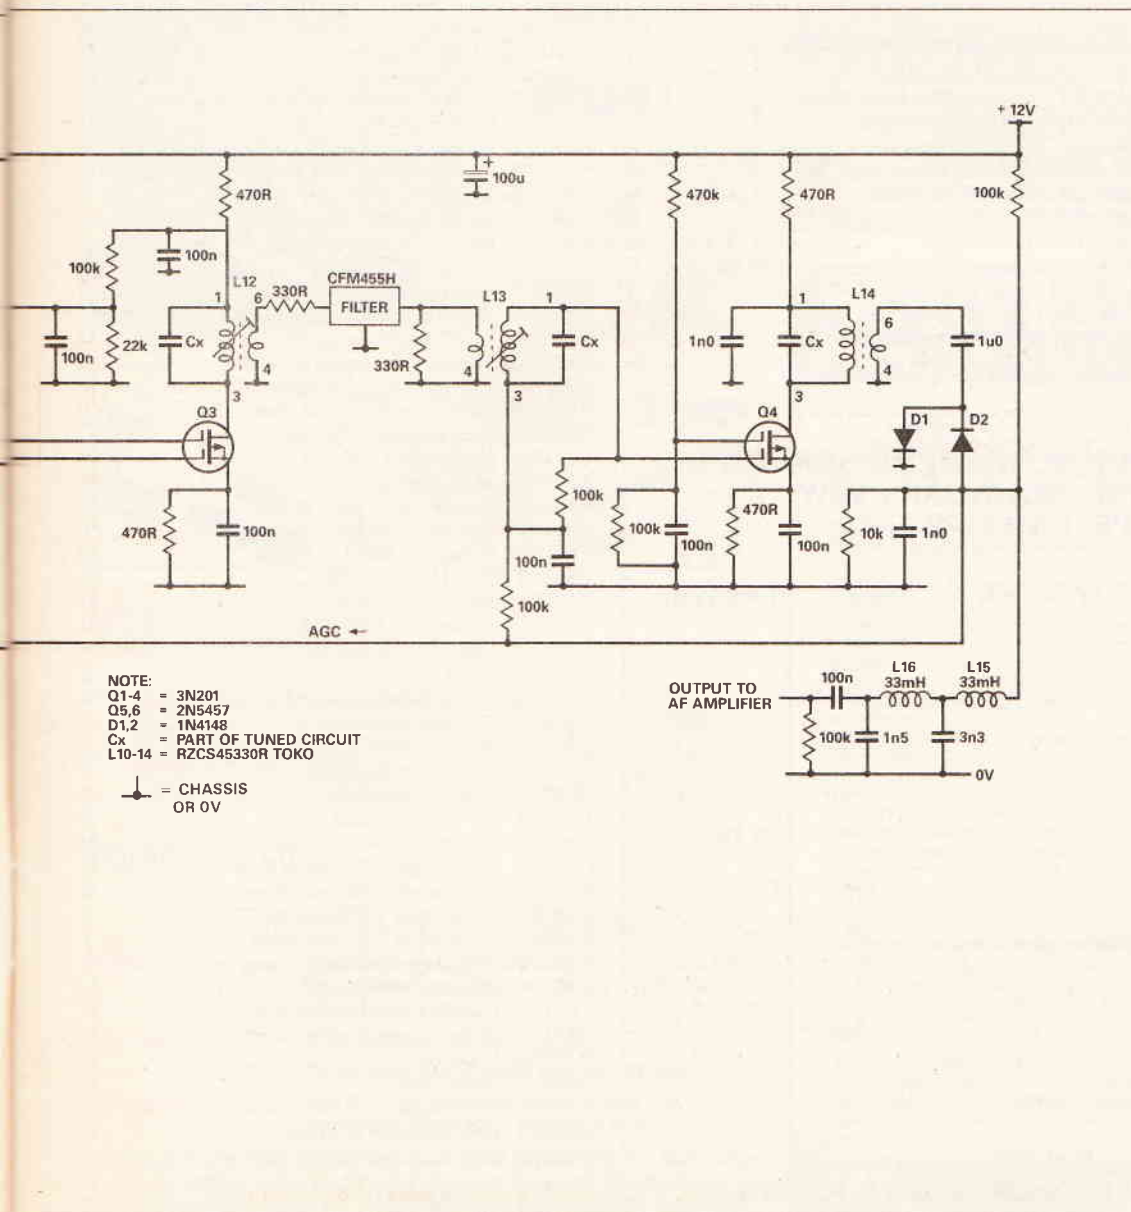 + 12V
470R
+
100u
470k
470R
100k
100k
100n
L12
1
6
330R
CFM455H
FILTER
L13
1
1
L14
6
100n
22k
Cx
4
3
330R
4
3
Cx
1n0
Cx
3
4
1u0
Q3
Q4
D1
D2
470R
100n
100k
100n
100k
100n
470R
100n
10k
1n0
100k
AGC ←
NOTE:
Q1-4 = 3N201
Q5,6 = 2N5457
D1,2 = 1N4148
Cx = PART OF TUNED CIRCUIT
L10-14 = RZCS45330R TOKO
= CHASSIS
OR 0V
OUTPUT TO
AF AMPLIFIER
100n
L16
33mH
L15
33mH
100k
1n5
3n3
0V